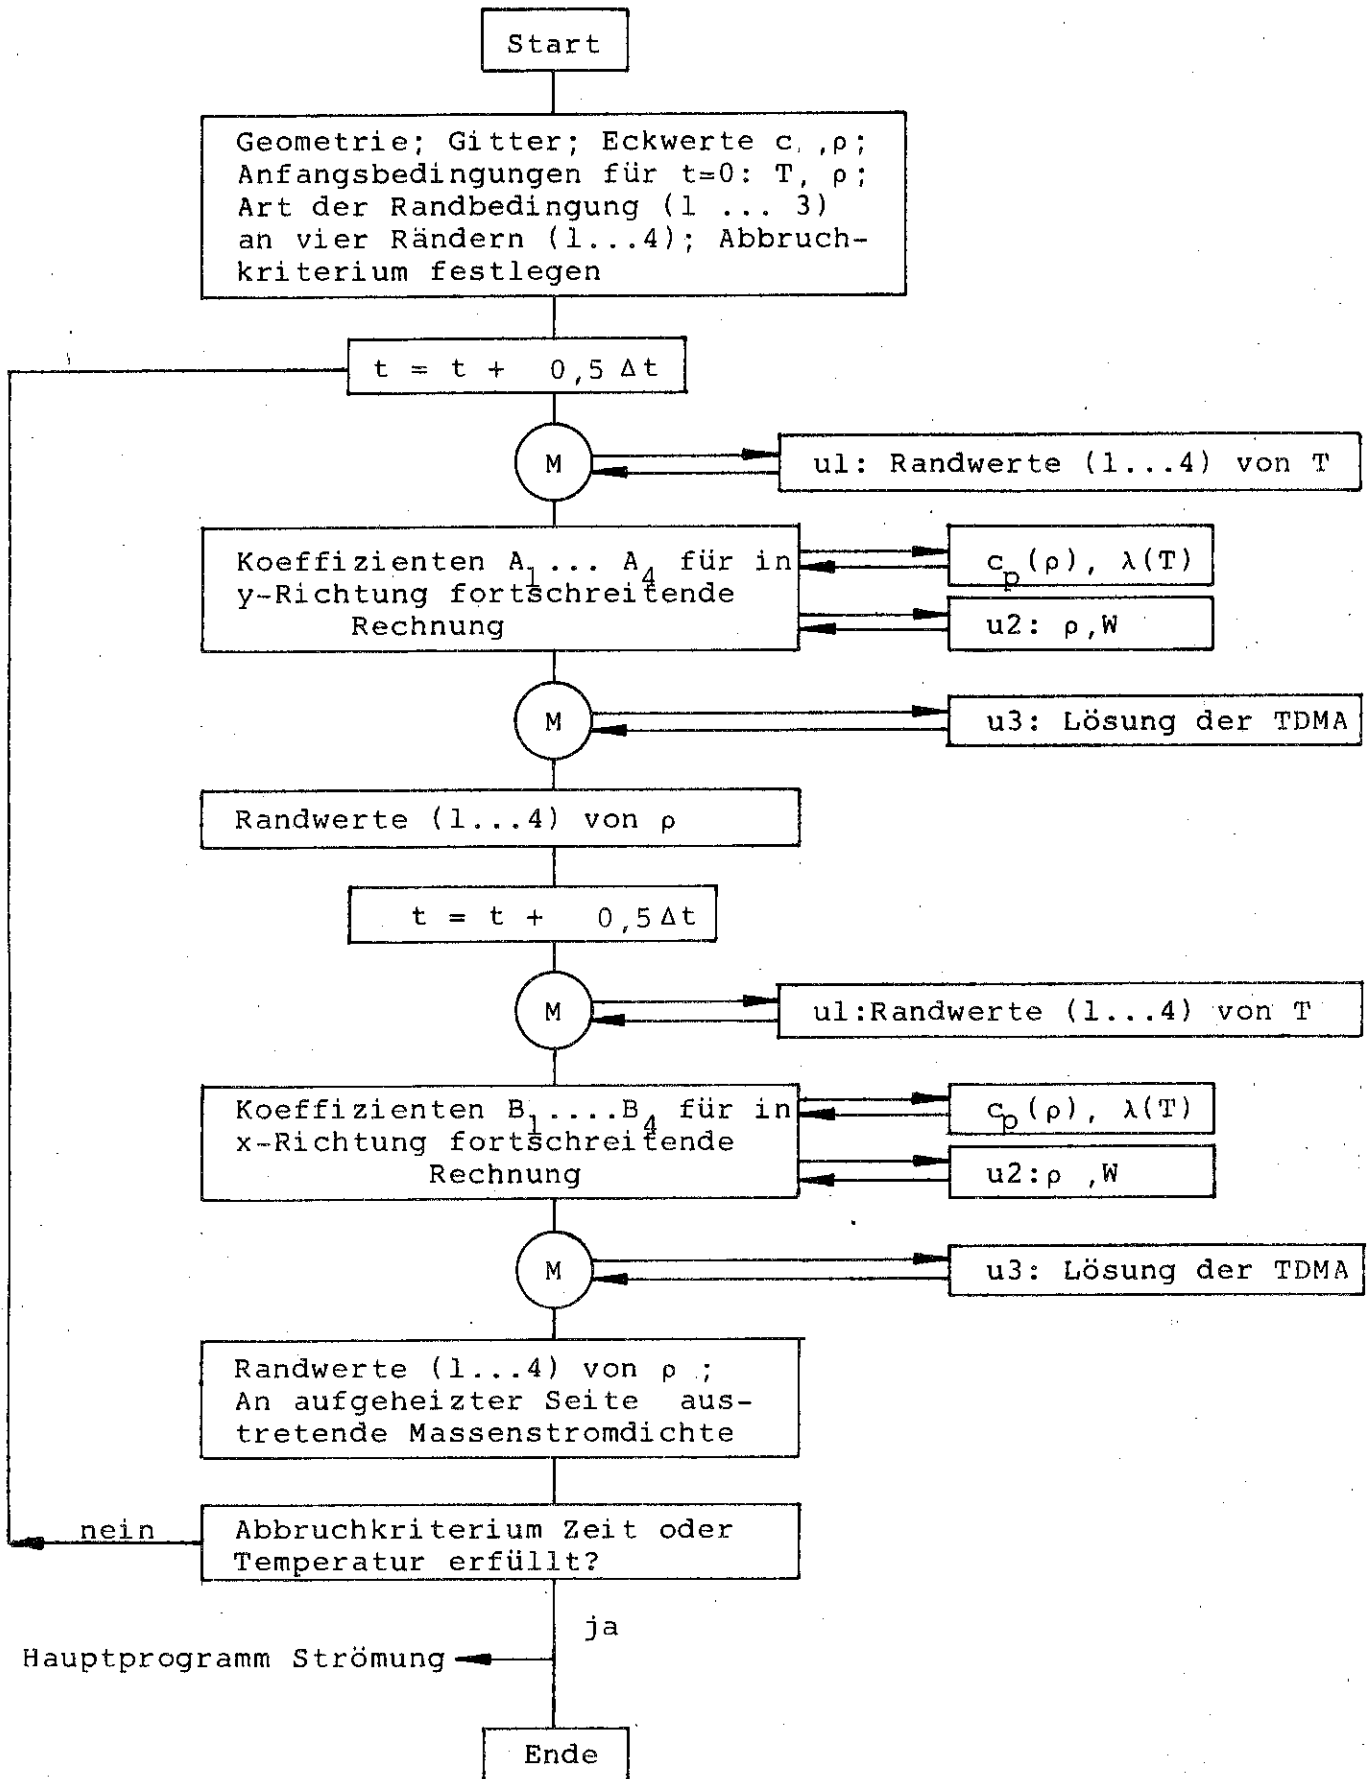 Start
Geometrie; Gitter; Eckwerte c, ,ρ;
Anfangsbedingungen für t=0: T, ρ;
Art der Randbedingung (1 ... 3)
an vier Rändern (1...4); Abbruch-
kriterium festlegen
t = t + 0,5 Δt
M
u1: Randwerte (1...4) von T
Koeffizienten A₁... A₄ für in
y-Richtung fortschreitende
Rechnung
cₚ(ρ), λ(T)
u2: ρ,W
M
u3: Lösung der TDMA
Randwerte (1...4) von ρ
t = t + 0,5 Δt
M
u1:Randwerte (1...4) von T
Koeffizienten B₁....B₄ für in
x-Richtung fortschreitende
Rechnung
cₚ(ρ), λ(T)
u2:ρ ,W
M
u3: Lösung der TDMA
Randwerte (1...4) von ρ ;
An aufgeheizter Seite aus-
tretende Massenstromdichte
nein
Abbruchkriterium Zeit oder
Temperatur erfüllt?
ja
Hauptprogramm Strömung
Ende